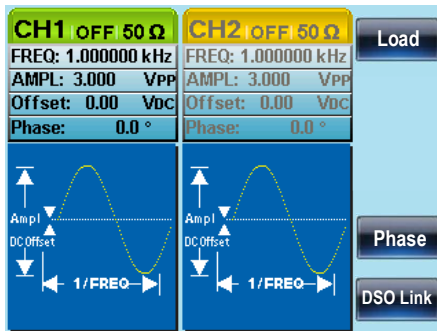 CH1 OFF 50 Ω
FREQ: 1.000000 kHz
AMPL: 3.000 VPP
Offset: 0.00 VDC
Phase: 0.0 °
Ampl
DC Offset
1/FREQ
CH2 OFF 50 Ω
FREQ: 1.000000 kHz
AMPL: 3.000 VPP
Offset: 0.00 VDC
Phase: 0.0 °
Ampl
DC Offset
1/FREQ
Load
Phase
DSO Link